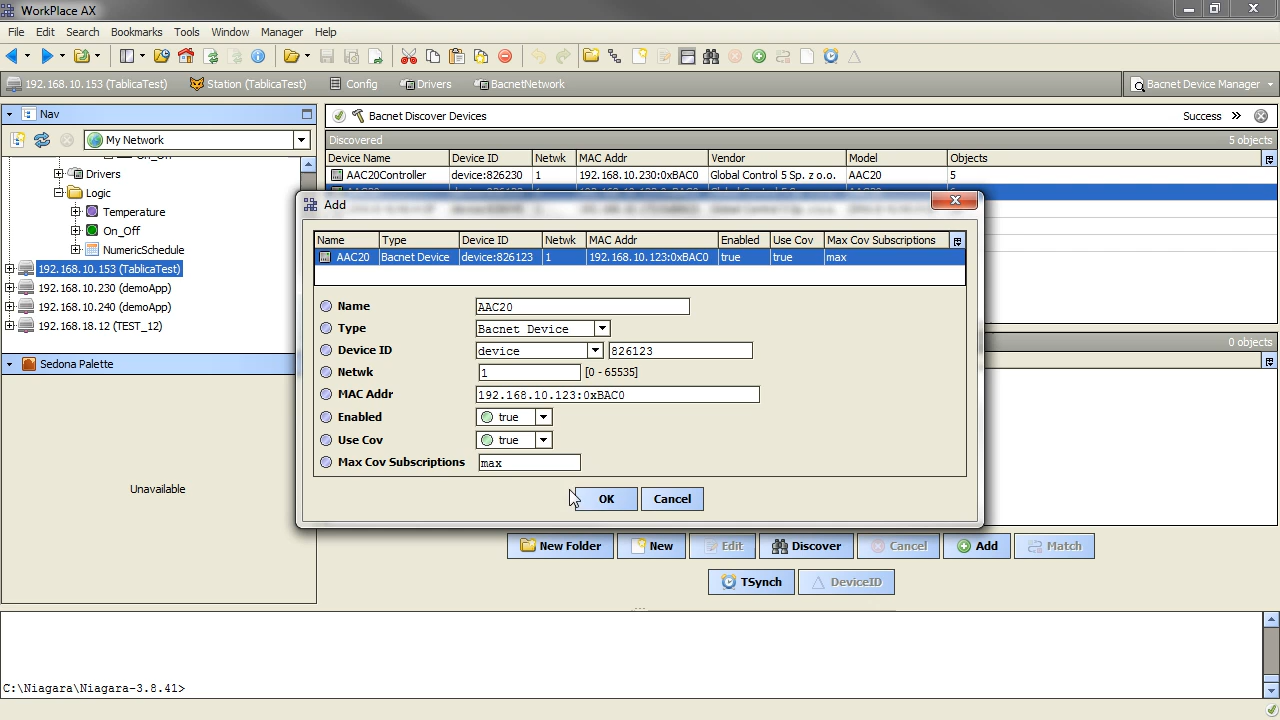 WorkPlace AX
File Edit Search Bookmarks Tools Window Manager Help
192.168.10.153 (TablicaTest) Station (TablicaTest) Config Drivers BacnetNetwork Bacnet Device Manager
Nav
My Network
On_Off
Drivers
Logic
Temperature
On_Off
NumericSchedule
192.168.10.153 (TablicaTest)
192.168.10.230 (demoApp)
192.168.10.240 (demoApp)
192.168.18.12 (TEST_12)
Sedona Palette
Unavailable
Bacnet Discover Devices Success »
Discovered 5 objects
Device Name Device ID Netwk MAC Addr Vendor Model Objects
AAC20Controller device:826230 1 192.168.10.230:0xBAC0 Global Control 5 Sp. z o.o. AAC20 5
Add
Name Type Device ID Netwk MAC Addr Enabled Use Cov Max Cov Subscriptions
AAC20 Bacnet Device device:826123 1 192.168.10.123:0xBAC0 true true max
Name AAC20
Type Bacnet Device
Device ID device 826123
Netwk 1 [0 - 65535]
MAC Addr 192.168.10.123:0xBAC0
Enabled true
Use Cov true
Max Cov Subscriptions max
OK Cancel
0 objects
New Folder New Edit Discover Cancel Add Match
TSynch DeviceID
C:\Niagara\Niagara-3.8.41>